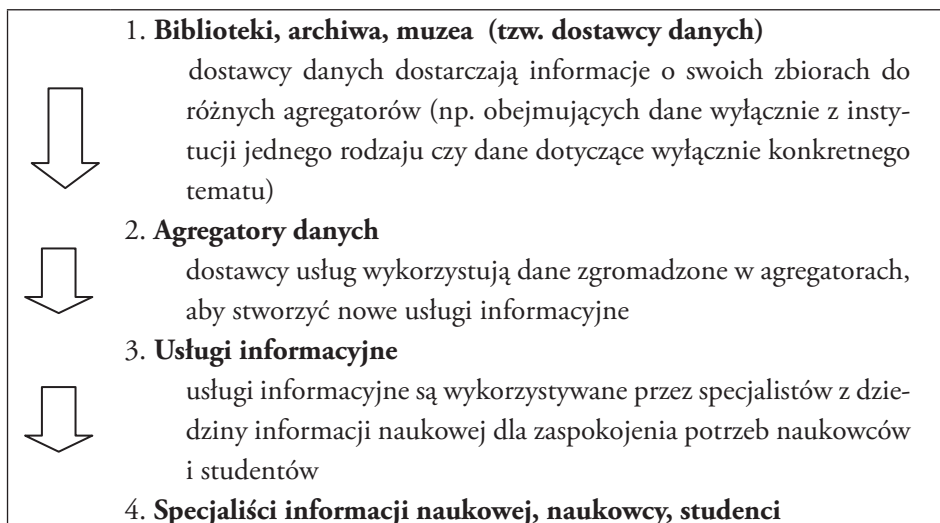 1. Biblioteki, archiwa, muzea (tzw. dostawcy danych)
dostawcy danych dostarczają informacje o swoich zbiorach do
różnych agregatorów (np. obejmujących dane wyłącznie z insty-
tucji jednego rodzaju czy dane dotyczące wyłącznie konkretnego
tematu)
2. Agregatory danych
dostawcy usług wykorzystują dane zgromadzone w agregatorach,
aby stworzyć nowe usługi informacyjne
3. Usługi informacyjne
usługi informacyjne są wykorzystywane przez specjalistów z dzie-
dziny informacji naukowej dla zaspokojenia potrzeb naukowców
i studentów
4. Specjaliści informacji naukowej, naukowcy, studenci